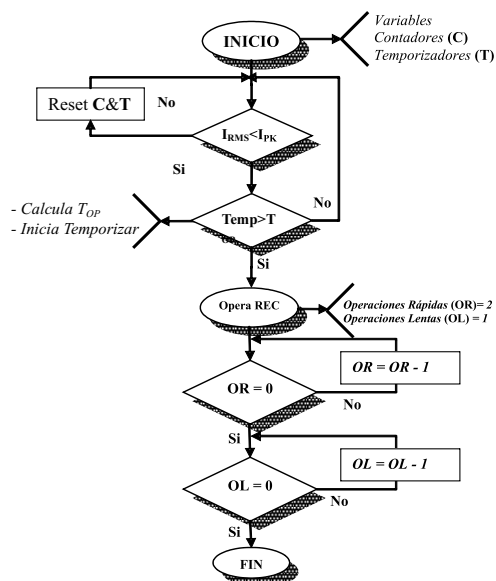 INICIO
Variables
Contadores (C)
Temporizadores (T)
Reset C&T
No
IRMS<IPK
Si
- Calcula TOP
- Inicia Temporizar
Temp>T
OP
No
Si
Opera REC
Operaciones Rápidas (OR)= 2
Operaciones Lentas (OL) = 1
OR = OR - 1
OR = 0
No
Si
OL = OL - 1
OL = 0
No
Si
FIN